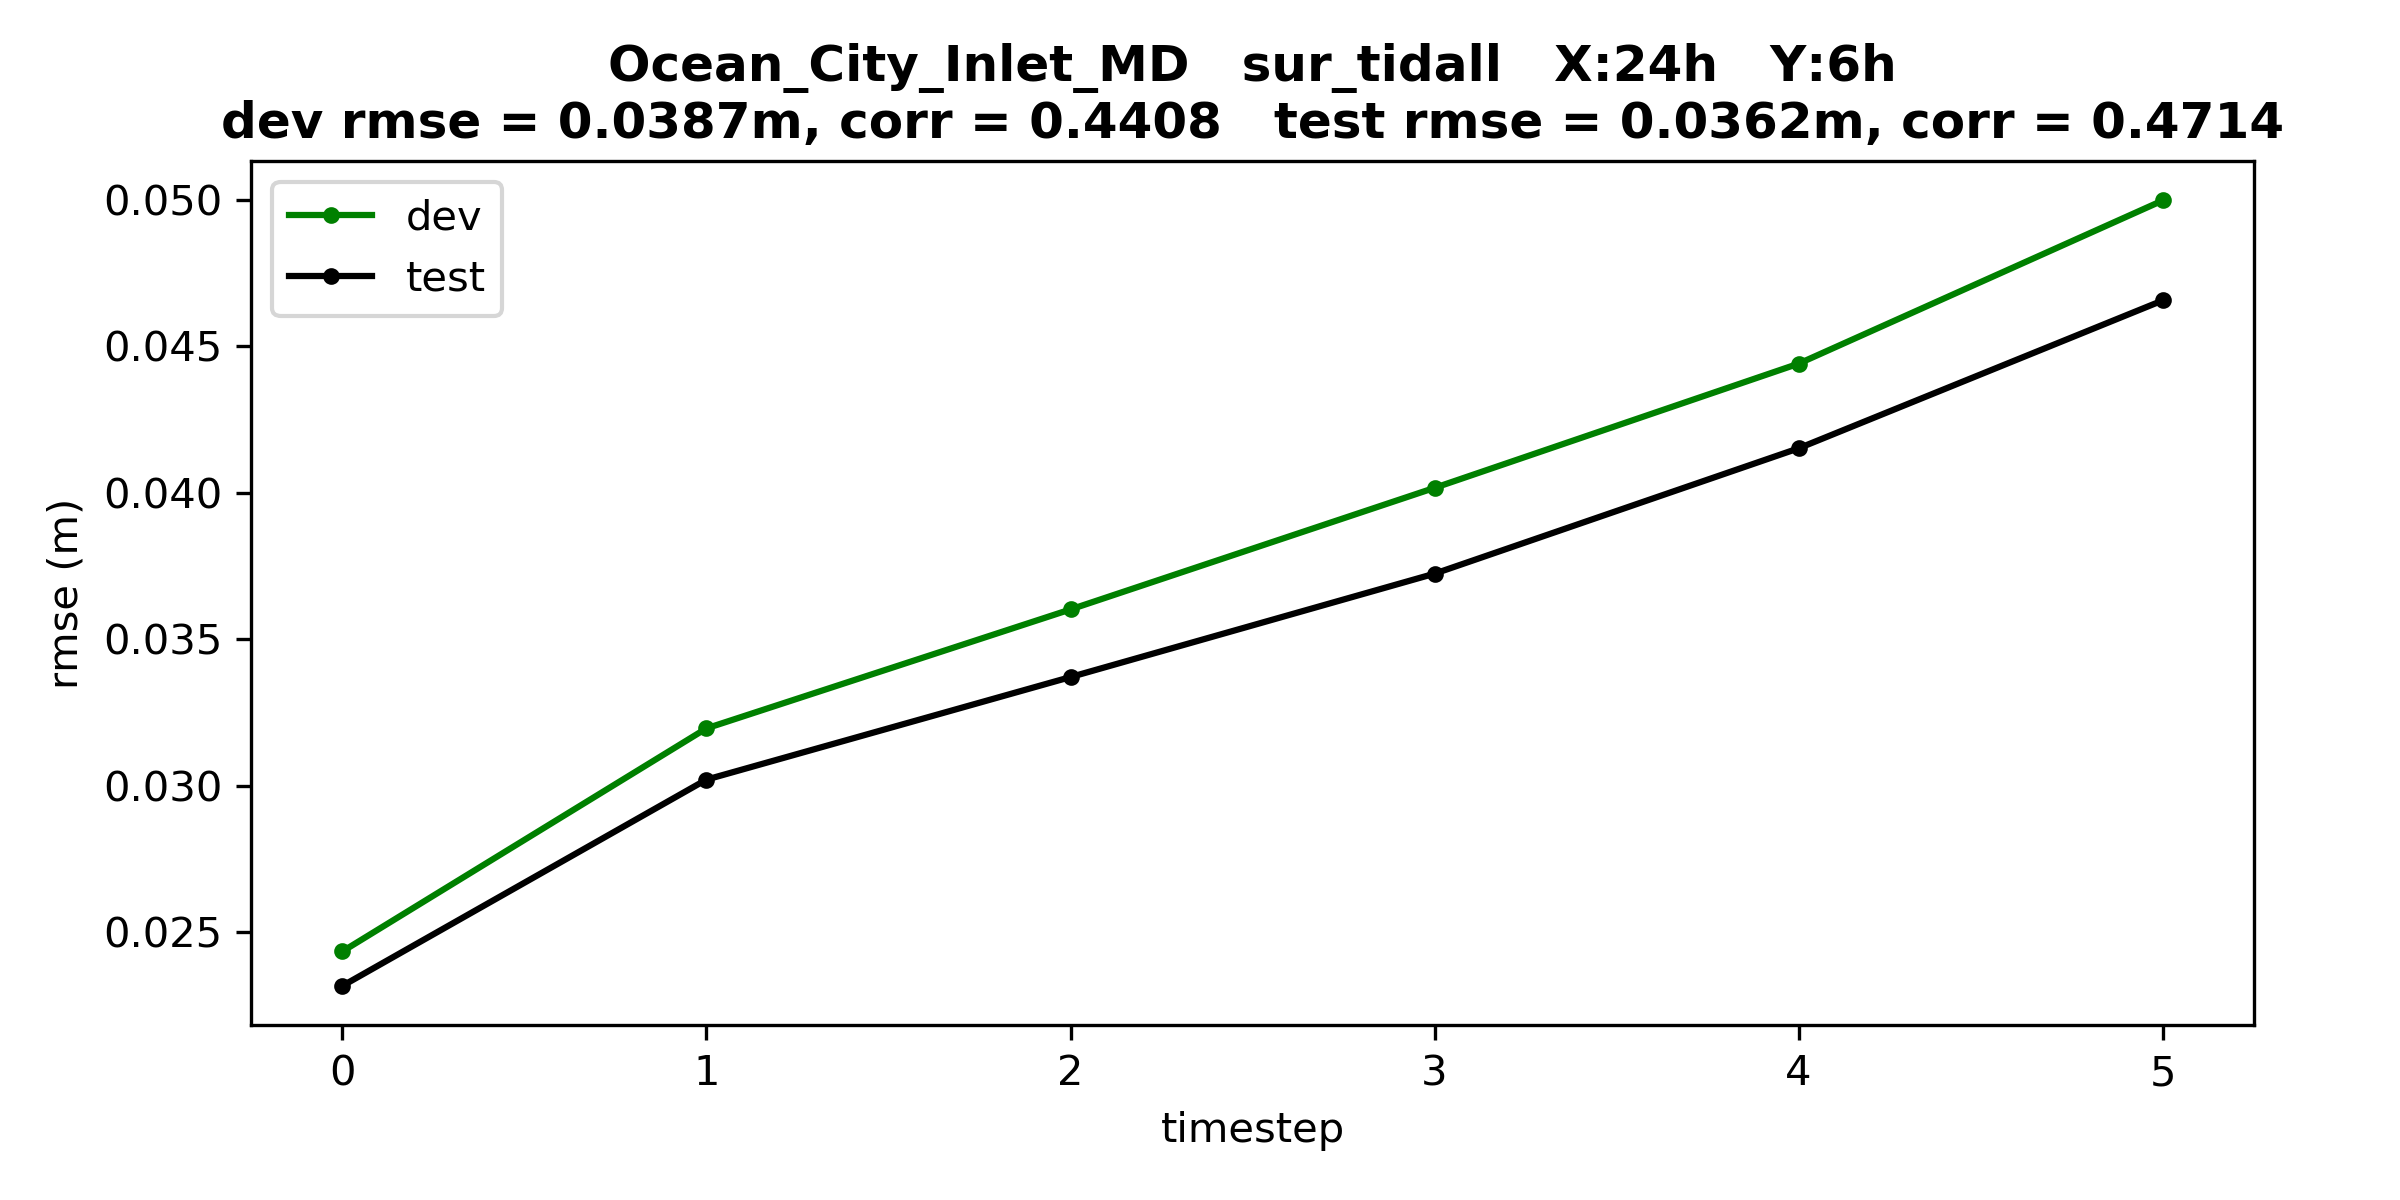 Ocean_City_Inlet_MD   sur_tidall   X:24h   Y:6h
dev rmse = 0.0387m, corr = 0.4408   test rmse = 0.0362m, corr = 0.4714
dev
test
0.050
0.045
0.040
0.035
0.030
0.025
rmse (m)
0 1 2 3 4 5
timestep